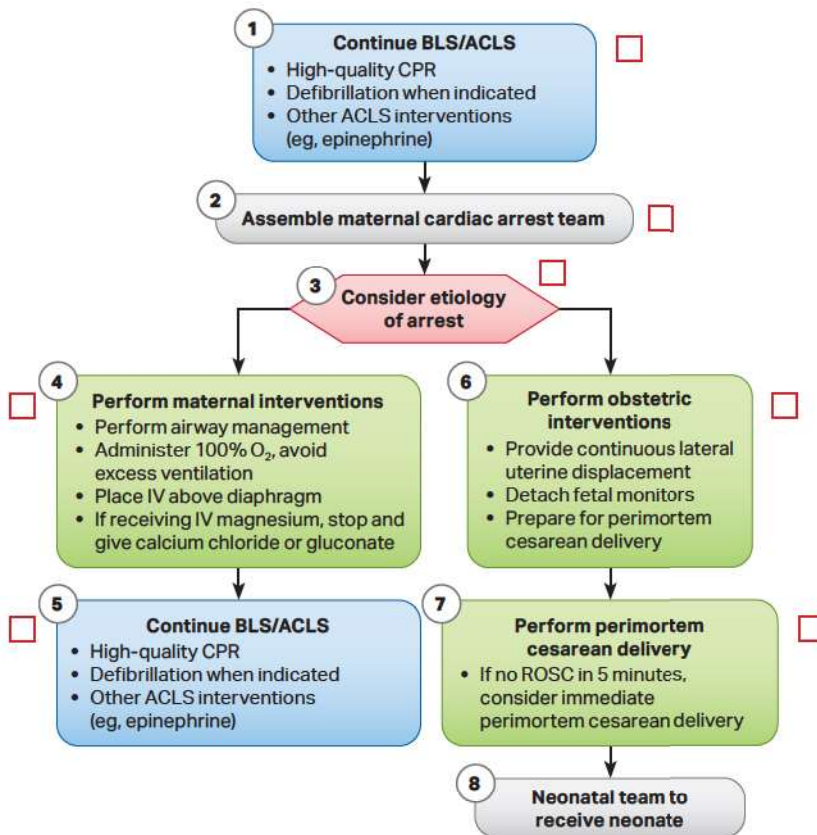 1
Continue BLS/ACLS
• High-quality CPR
• Defibrillation when indicated
• Other ACLS interventions
(eg, epinephrine)
2
Assemble maternal cardiac arrest team
3
Consider etiology
of arrest
4
Perform maternal interventions
• Perform airway management
• Administer 100% O₂, avoid
excess ventilation
• Place IV above diaphragm
• If receiving IV magnesium, stop and
give calcium chloride or gluconate
5
Continue BLS/ACLS
• High-quality CPR
• Defibrillation when indicated
• Other ACLS interventions
(eg, epinephrine)
6
Perform obstetric
interventions
• Provide continuous lateral
uterine displacement
• Detach fetal monitors
• Prepare for perimortem
cesarean delivery
7
Perform perimortem
cesarean delivery
• If no ROSC in 5 minutes,
consider immediate
perimortem cesarean delivery
8
Neonatal team to
receive neonate